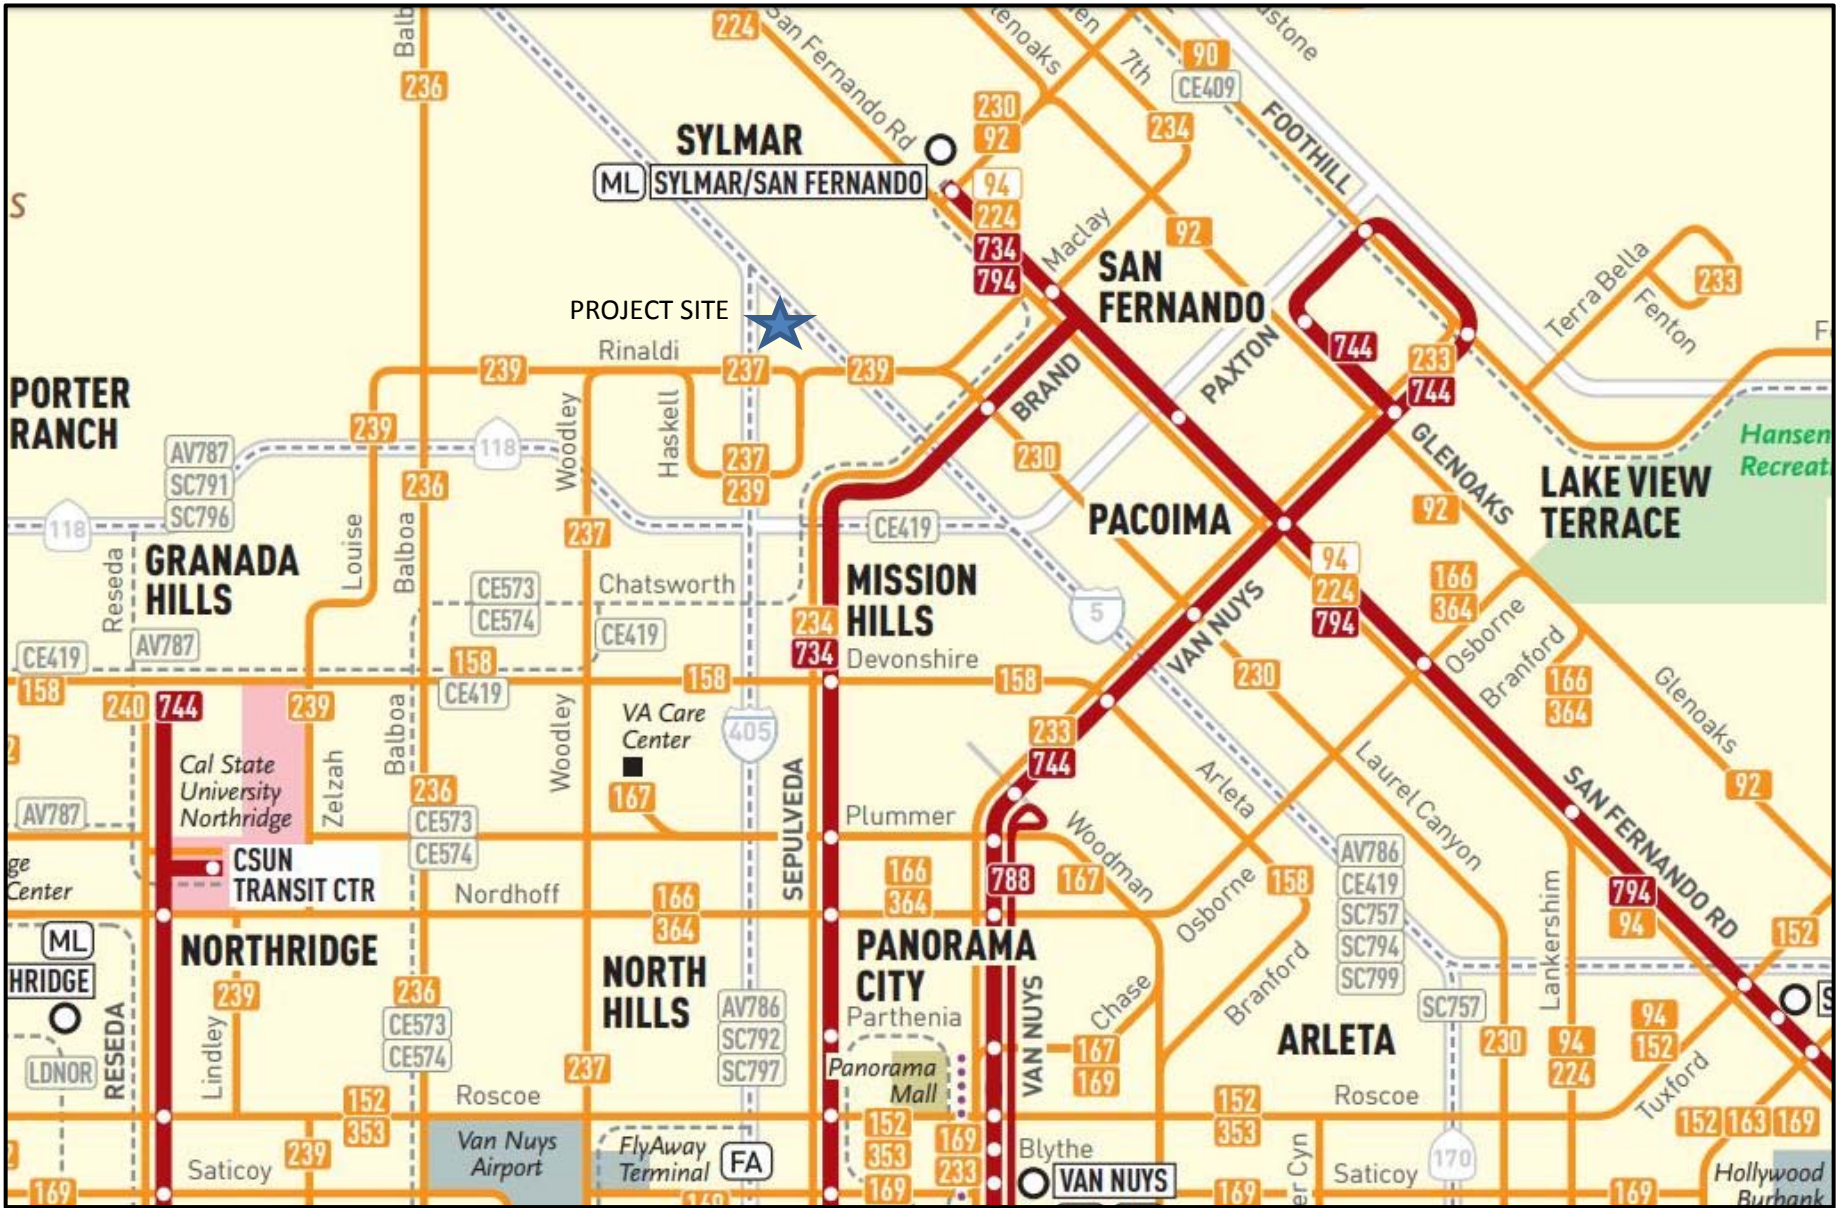 224
San Fernando Rd
90
CE409
7th
Balboa
236
230
92
234
FOOTHILL
SYLMAR
ML SYLMAR/SAN FERNANDO
94
224
734
794
Maclay
92
SAN
FERNANDO
S
Terra Bella
233
Fenton
PROJECT SITE
Rinaldi
239
237
239
PAXTON
744
233
744
PORTER
RANCH
BRAND
239
118
Woodley
Haskell
237
239
230
GLENOAKS
Hansen
LAKE VIEW
TERRACE
AV787
SC791
SC796
236
118
Louise
Balboa
237
CE419
PACOIMA
92
Reseda
GRANADA
HILLS
CE573
CE574
Chatsworth
CE419
MISSION
HILLS
234
734
Devonshire
5
94
224
794
166
364
Osborne
Branford
166
364
VAN NUYS
CE419
158
AV787
158
CE419
158
158
230
Glenoaks
240
744
239
Balboa
Woodley
VA Care
Center
405
233
744
Cal State
University
Northridge
Zelzah
236
CE573
CE574
167
SEPULVEDA
Plummer
Arleta
Laurel Canyon
SAN FERNANDO RD
92
AV787
CSUN
TRANSIT CTR
Center
Nordhoff
166
364
166
364
788
167
Woodman
Osborne
158
AV786
CE419
SC757
SC794
SC799
Lankershim
794
94
152
ML
NORTHRIDGE
239
236
CE573
CE574
NORTH
HILLS
PANORAMA
CITY
Parthenia
AV786
SC792
SC797
VAN NUYS
Chase
Branford
ARLETA
SC757
230
94
224
94
152
Tuxford
LDNOR
RESEDA
Lindley
237
Panorama
Mall
167
169
152
353
Roscoe
152
353
Roscoe
152
163
169
239
Van Nuys
Airport
FlyAway
Terminal
FA
152
353
169
169
233
Blythe
VAN NUYS
170
Saticoy
Saticoy
169
169
169
169
Hollywood
Burbank